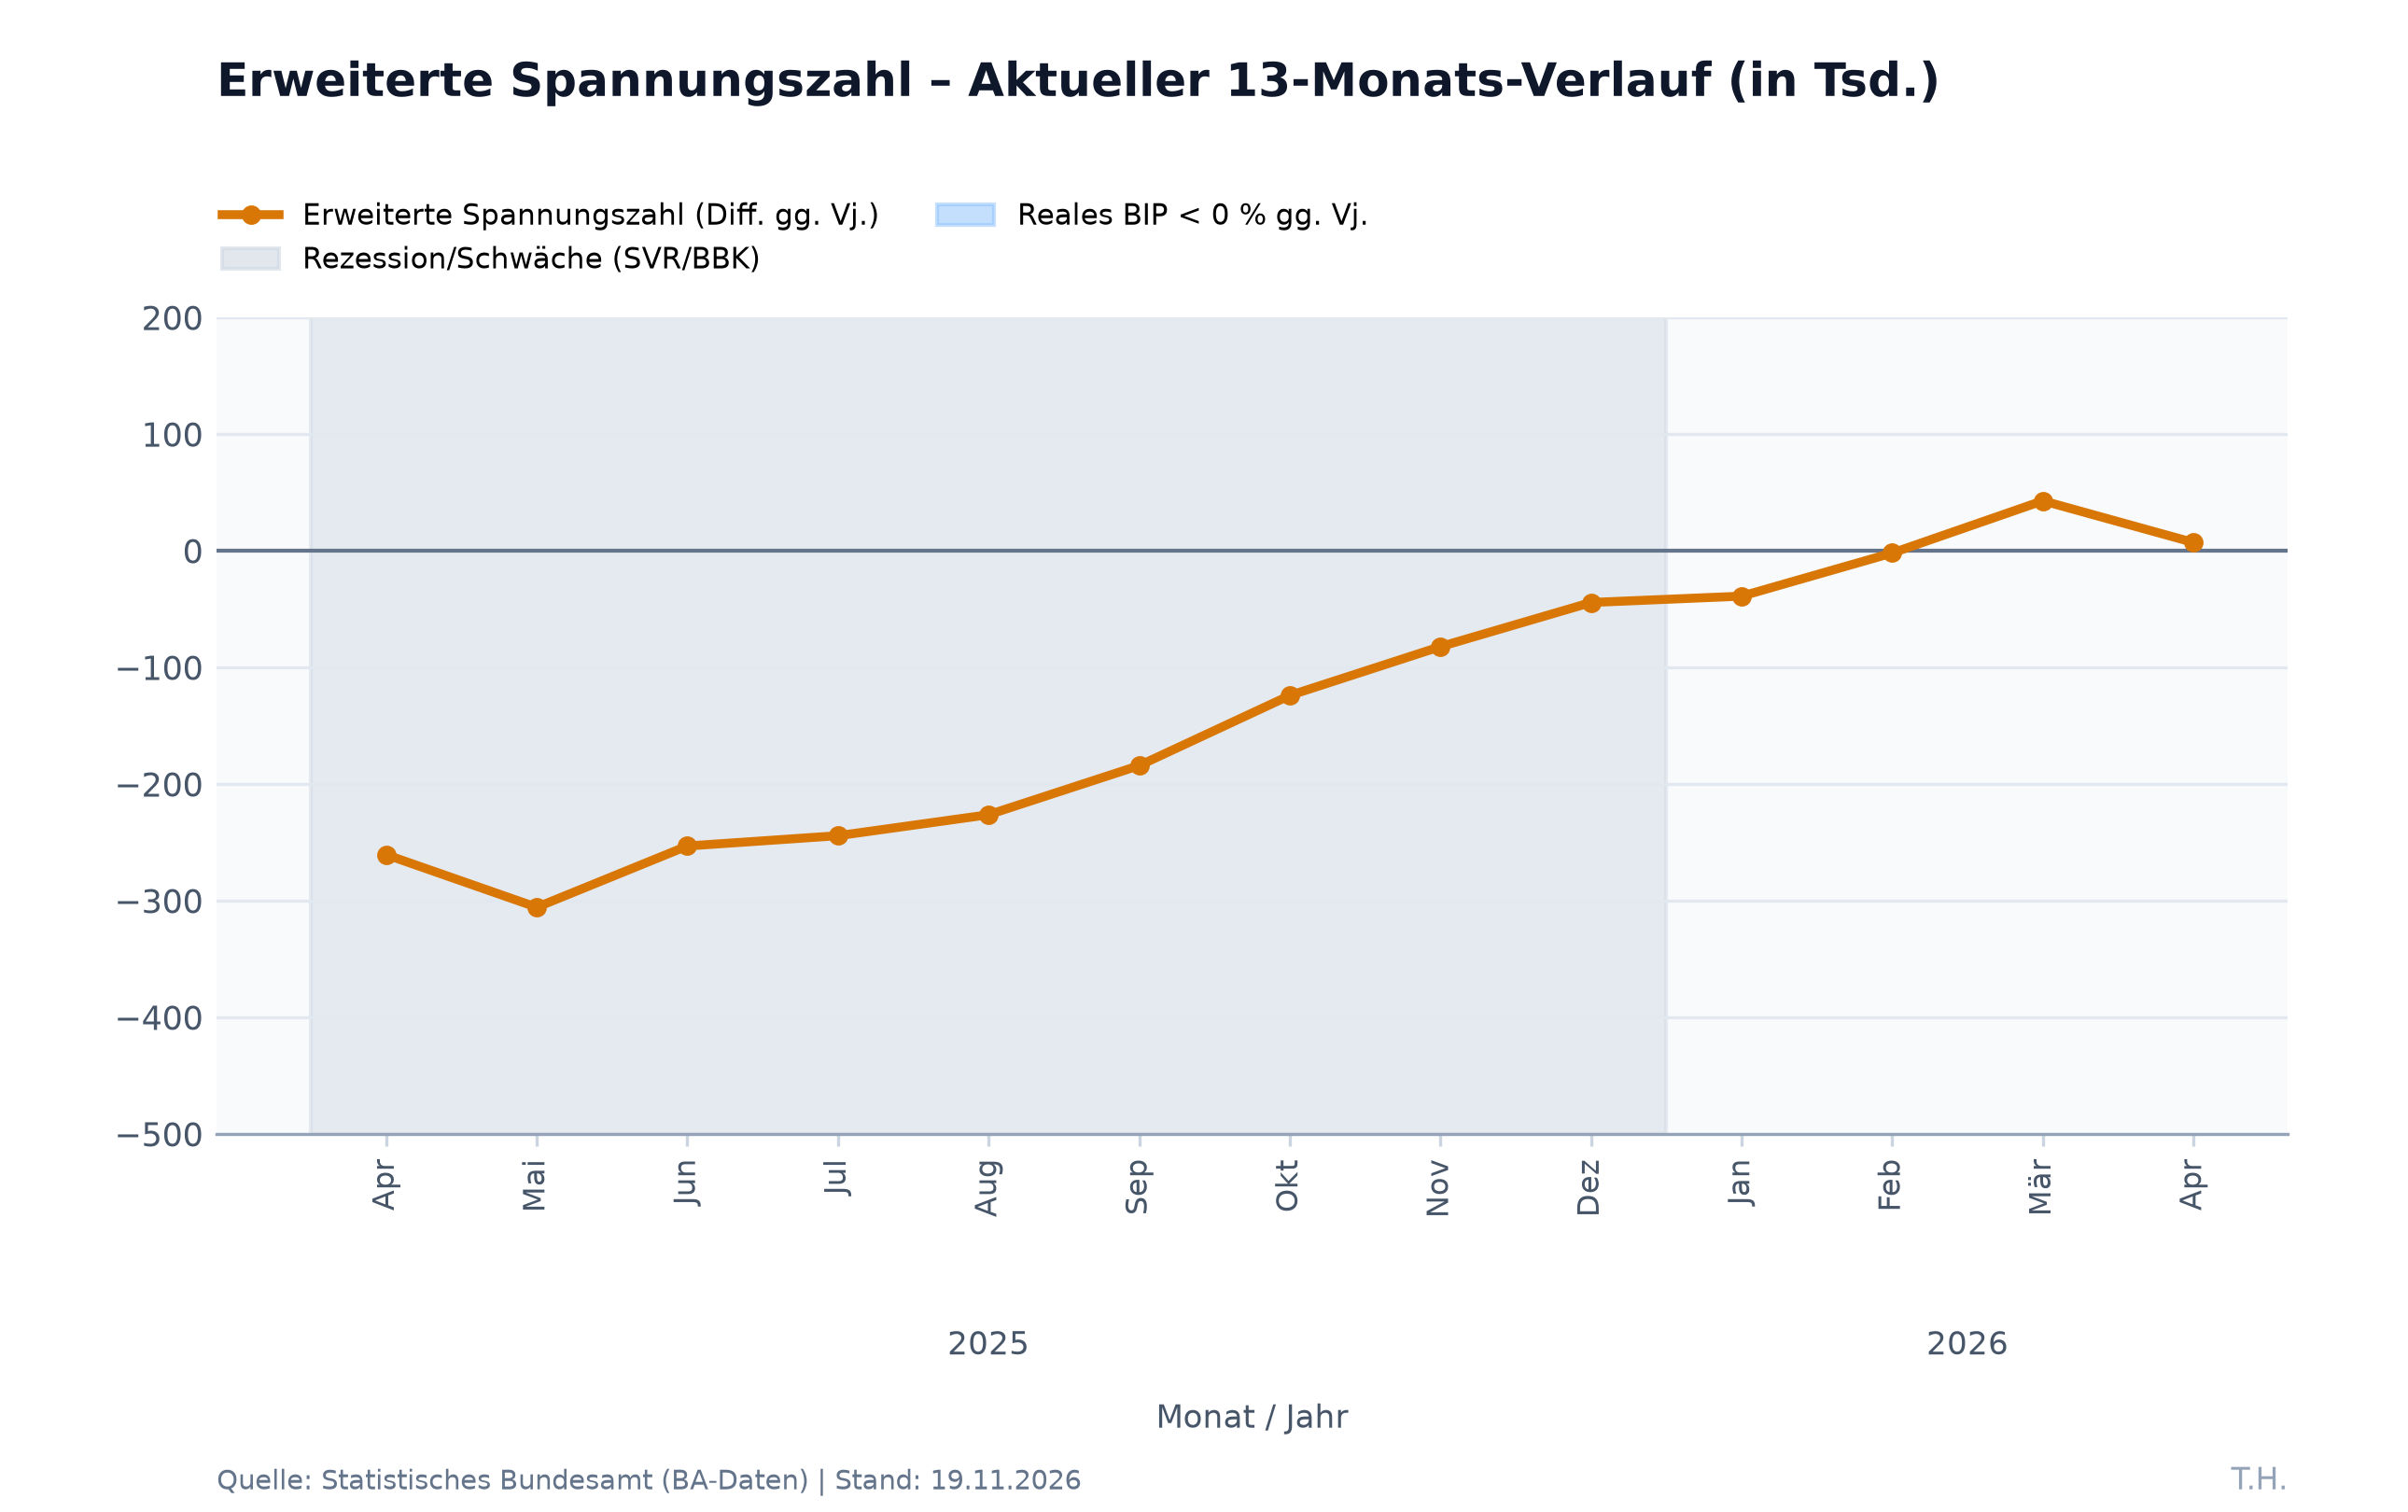 Erweiterte Spannungszahl – Aktueller 13-Monats-Verlauf (in Tsd.)
Erweiterte Spannungszahl (Diff. gg. Vj.)
Reales BIP < 0 % gg. Vj.
Rezession/Schwäche (SVR/BBK)
200
100
0
−100
−200
−300
−400
−500
Apr Mai Jun Jul Aug Sep Okt Nov Dez Jan Feb Mär Apr
2025 2026
Monat / Jahr
Quelle: Statistisches Bundesamt (BA-Daten) | Stand: 19.11.2026
T.H.